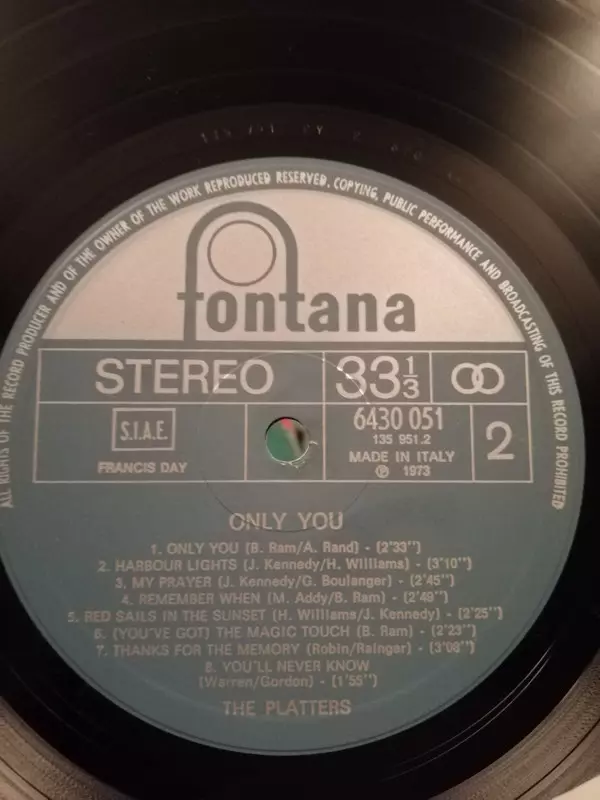 ALL RIGHTS OF THE RECORD PRODUCER AND OF THE OWNER OF THE WORK REPRODUCED RESERVED. COPYING, PUBLIC PERFORMANCE AND BROADCASTING OF THIS RECORD PROHIBITED
fontana
STEREO 33 1/3
S.I.A.E. 6430 051 2
135 951.2
FRANCIS DAY MADE IN ITALY
Ⓟ 1973
ONLY YOU
1. ONLY YOU (B. Ram/A. Rand) - (2'33")
2. HARBOUR LIGHTS (J. Kennedy/H. Williams) - (3'10")
3. MY PRAYER (J. Kennedy/G. Boulanger) - (2'45")
4. REMEMBER WHEN (M. Addy/B. Ram) - (2'49")
5. RED SAILS IN THE SUNSET (H. Williams/J. Kennedy) - (2'25")
6. (YOU'VE GOT) THE MAGIC TOUCH (B. Ram) - (2'23")
7. THANKS FOR THE MEMORY (Robin/Rainger) - (3'08")
8. YOU'LL NEVER KNOW
(Warren/Gordon) - (1'55")
THE PLATTERS